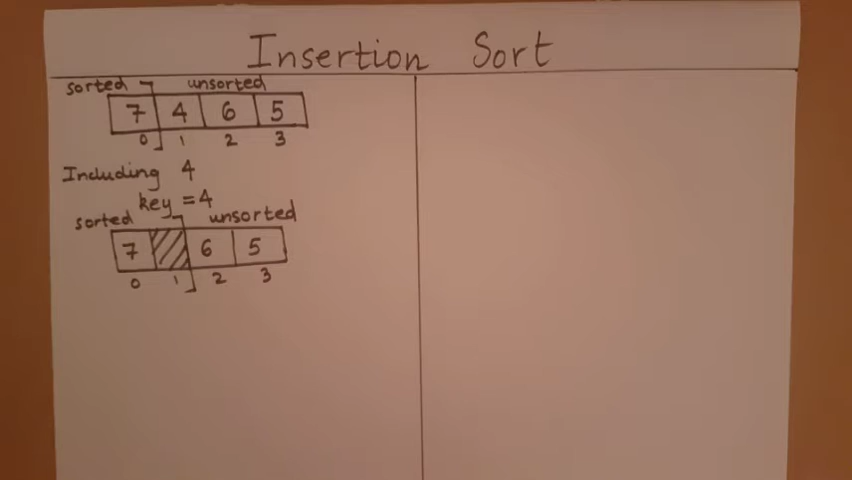 Insertion Sort
sorted unsorted
7 4 6 5
0 1 2 3
Including 4
key = 4
sorted unsorted
7 6 5
0 1 2 3